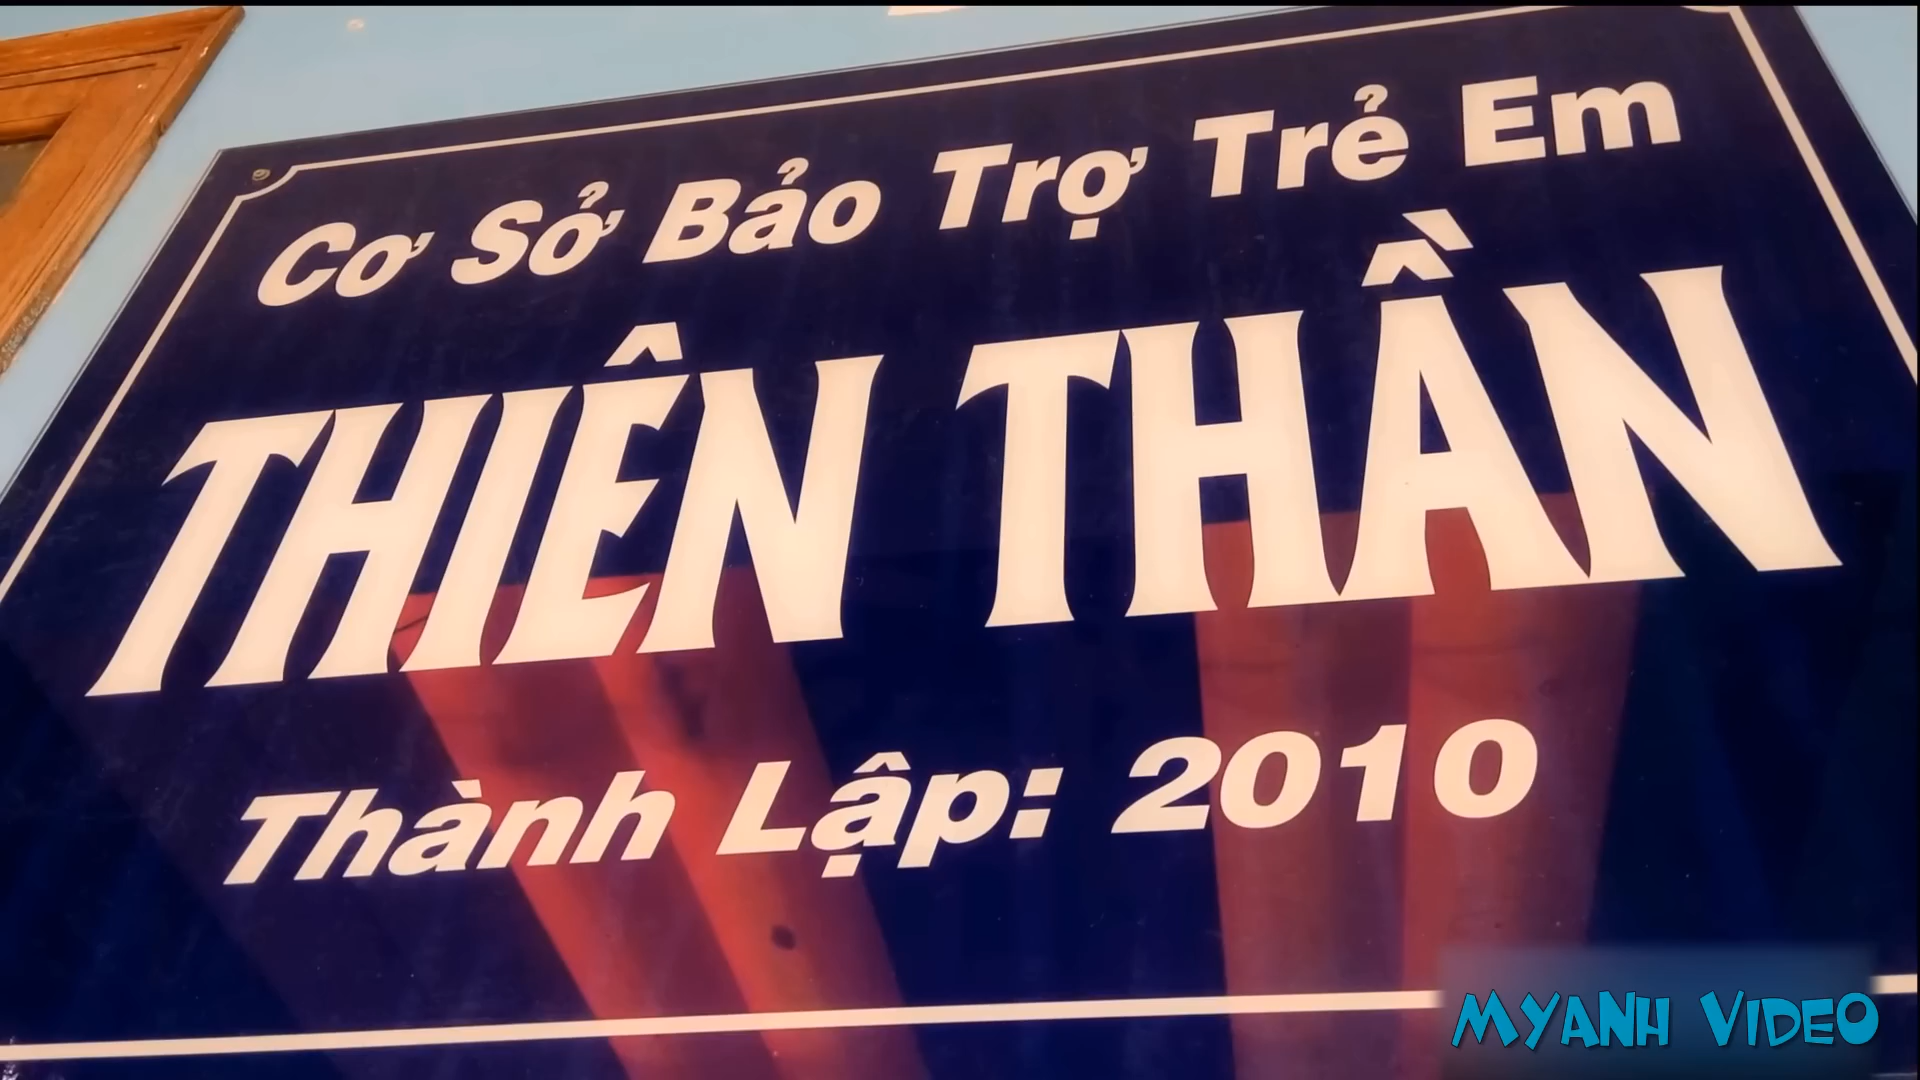 Cơ Sở Bảo Trợ Trẻ Em
THIÊN THẦN
Thành Lập: 2010
MYANH VIDEO